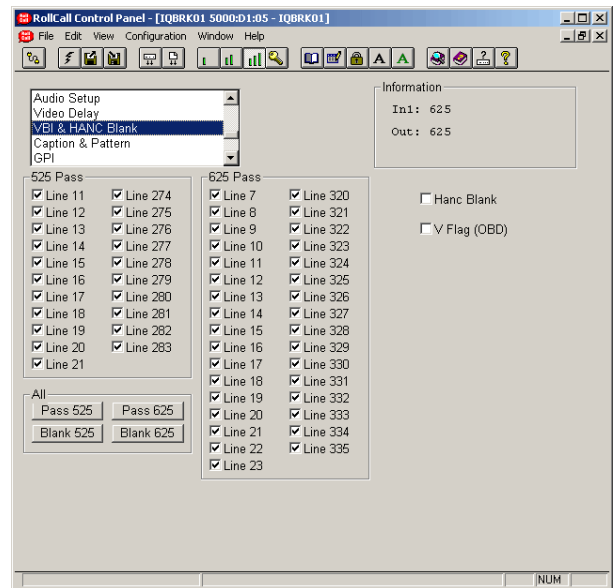 RollCall Control Panel - [IQBRK01 5000:D1:05 - IQBRK01]
File Edit View Configuration Window Help
Audio Setup
Video Delay
VBI & HANC Blank
Caption & Pattern
GPI
Information
In1: 625
Out: 625
525 Pass
Line 11 Line 274
Line 12 Line 275
Line 13 Line 276
Line 14 Line 277
Line 15 Line 278
Line 16 Line 279
Line 17 Line 280
Line 18 Line 281
Line 19 Line 282
Line 20 Line 283
Line 21
All
Pass 525 Pass 625
Blank 525 Blank 625
625 Pass
Line 7 Line 320
Line 8 Line 321
Line 9 Line 322
Line 10 Line 323
Line 11 Line 324
Line 12 Line 325
Line 13 Line 326
Line 14 Line 327
Line 15 Line 328
Line 16 Line 329
Line 17 Line 330
Line 18 Line 331
Line 19 Line 332
Line 20 Line 333
Line 21 Line 334
Line 22 Line 335
Line 23
Hanc Blank
V Flag (OBD)
NUM